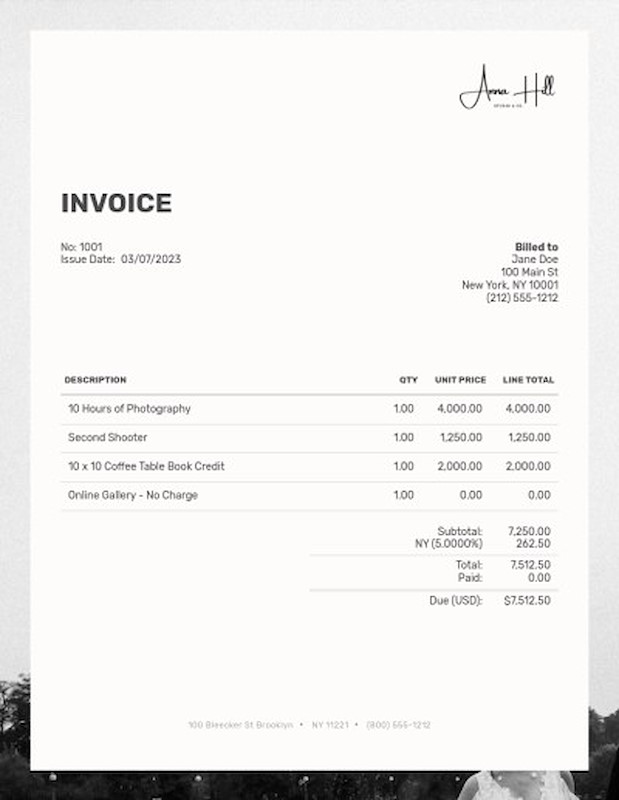 Anna Hill
STUDIO & CO.
INVOICE
No: 1001
Issue Date: 03/07/2023
Billed to
Jane Doe
100 Main St
New York, NY 10001
(212) 555-1212
DESCRIPTION QTY UNIT PRICE LINE TOTAL
10 Hours of Photography 1.00 4,000.00 4,000.00
Second Shooter 1.00 1,250.00 1,250.00
10 x 10 Coffee Table Book Credit 1.00 2,000.00 2,000.00
Online Gallery - No Charge 1.00 0.00 0.00
Subtotal: 7,250.00
NY (5.0000%) 262.50
Total: 7,512.50
Paid: 0.00
Due (USD): $7,512.50
100 Bleecker St Brooklyn • NY 11221 • (800) 555-1212